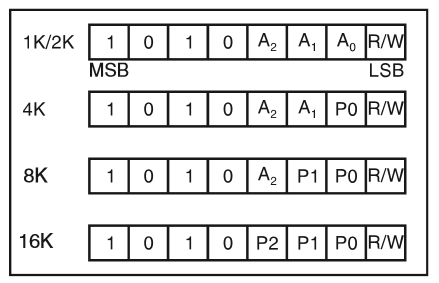 1K/2K 1 0 1 0 A₂ A₁ A₀ R/W
MSB LSB
4K 1 0 1 0 A₂ A₁ P0 R/W
8K 1 0 1 0 A₂ P1 P0 R/W
16K 1 0 1 0 P2 P1 P0 R/W